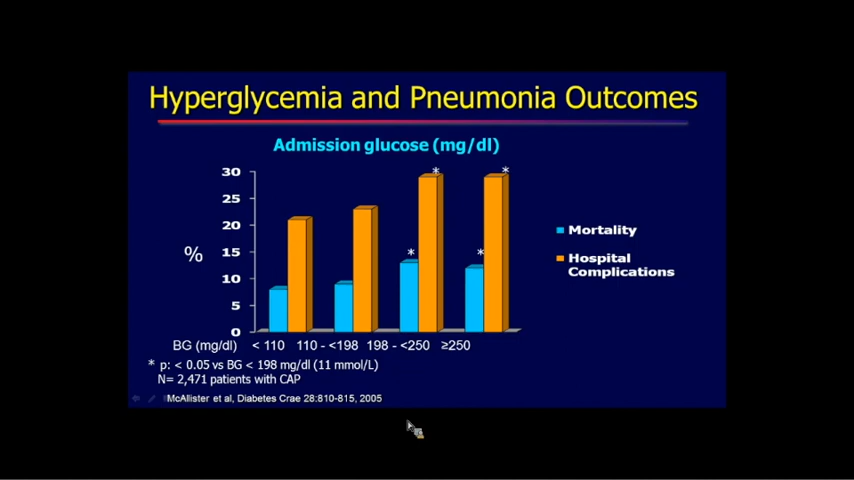 Hyperglycemia and Pneumonia Outcomes
Admission glucose (mg/dl)
30
25
20
15
10
5
0
%
* *
* *
Mortality
Hospital
Complications
BG (mg/dl) < 110 110 - <198 198 - <250 ≥250
* p: < 0.05 vs BG < 198 mg/dl (11 mmol/L)
N= 2,471 patients with CAP
McAllister et al, Diabetes Crae 28:810-815, 2005